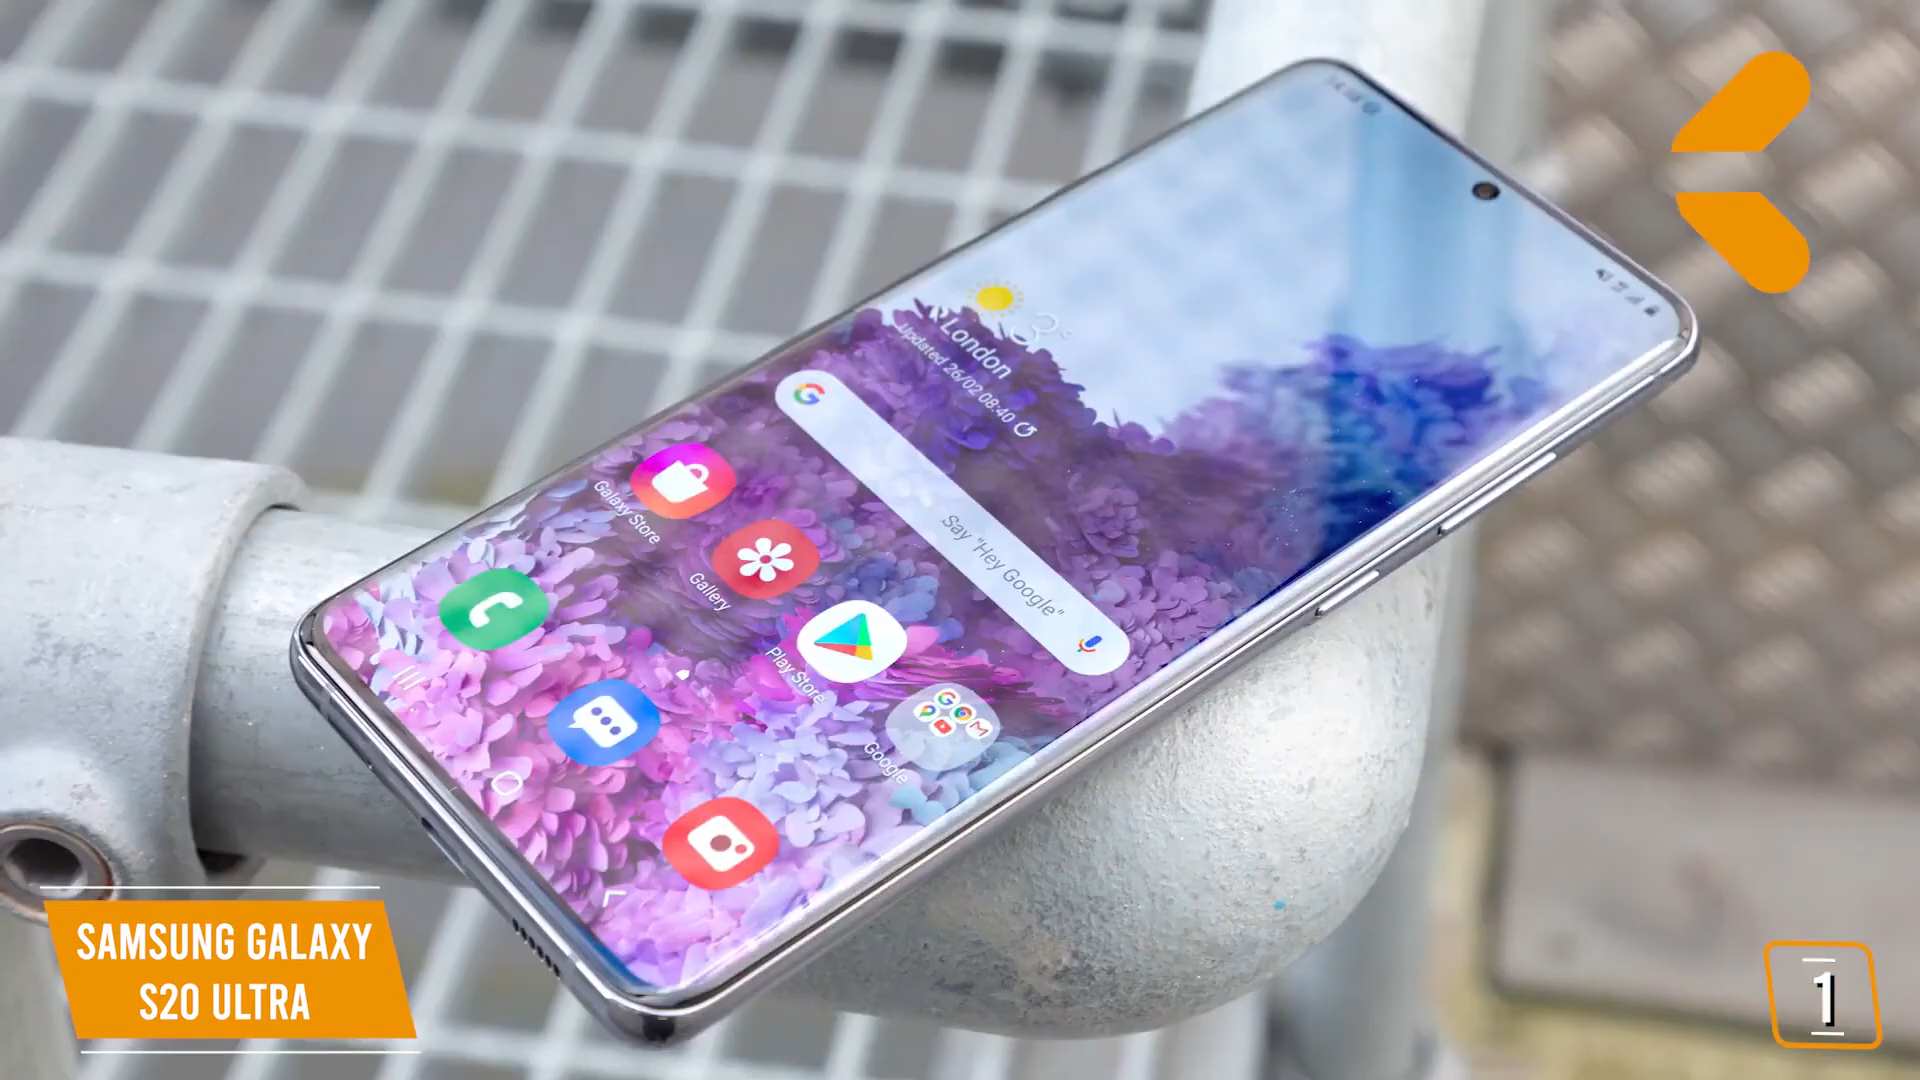 3°
London
Updated 26/02 08:40
Say "Hey Google"
Galaxy Store
Gallery
Play Store
Google
SAMSUNG GALAXY
S20 ULTRA
1